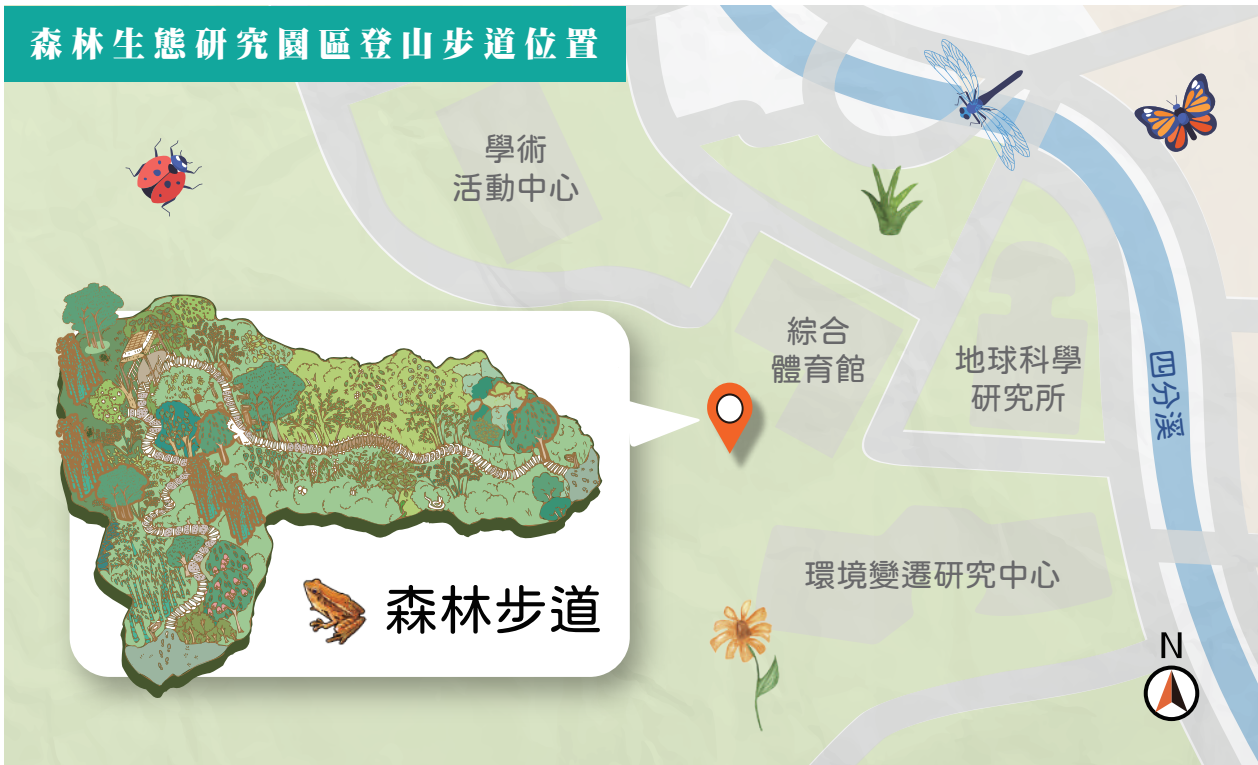 森林生態研究園區登山步道位置
學術
活動中心
綜合
體育館
地球科學
研究所
四分溪
環境變遷研究中心
森林步道
N